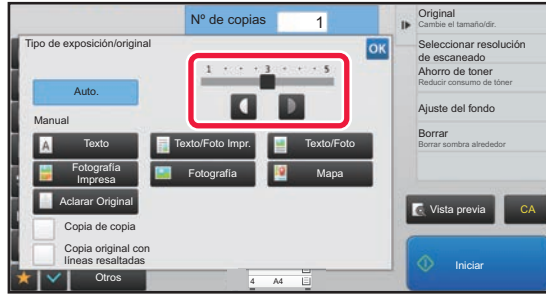 Nº de copias
1
Tipo de exposición/original
OK
1 3 5
Auto.
Manual
Texto
Texto/Foto Impr.
Texto/Foto
Fotografía
Impresa
Fotografía
Mapa
Aclarar Original
Copia de copia
Copia original con
líneas resaltadas
Otros
4 A4
Original
Cambie el tamaño/dir.
Seleccionar resolución
de escaneado
Ahorro de toner
Reducir consumo de tóner
Ajuste del fondo
Borrar
Borrar sombra alrededor
Vista previa
CA
Iniciar